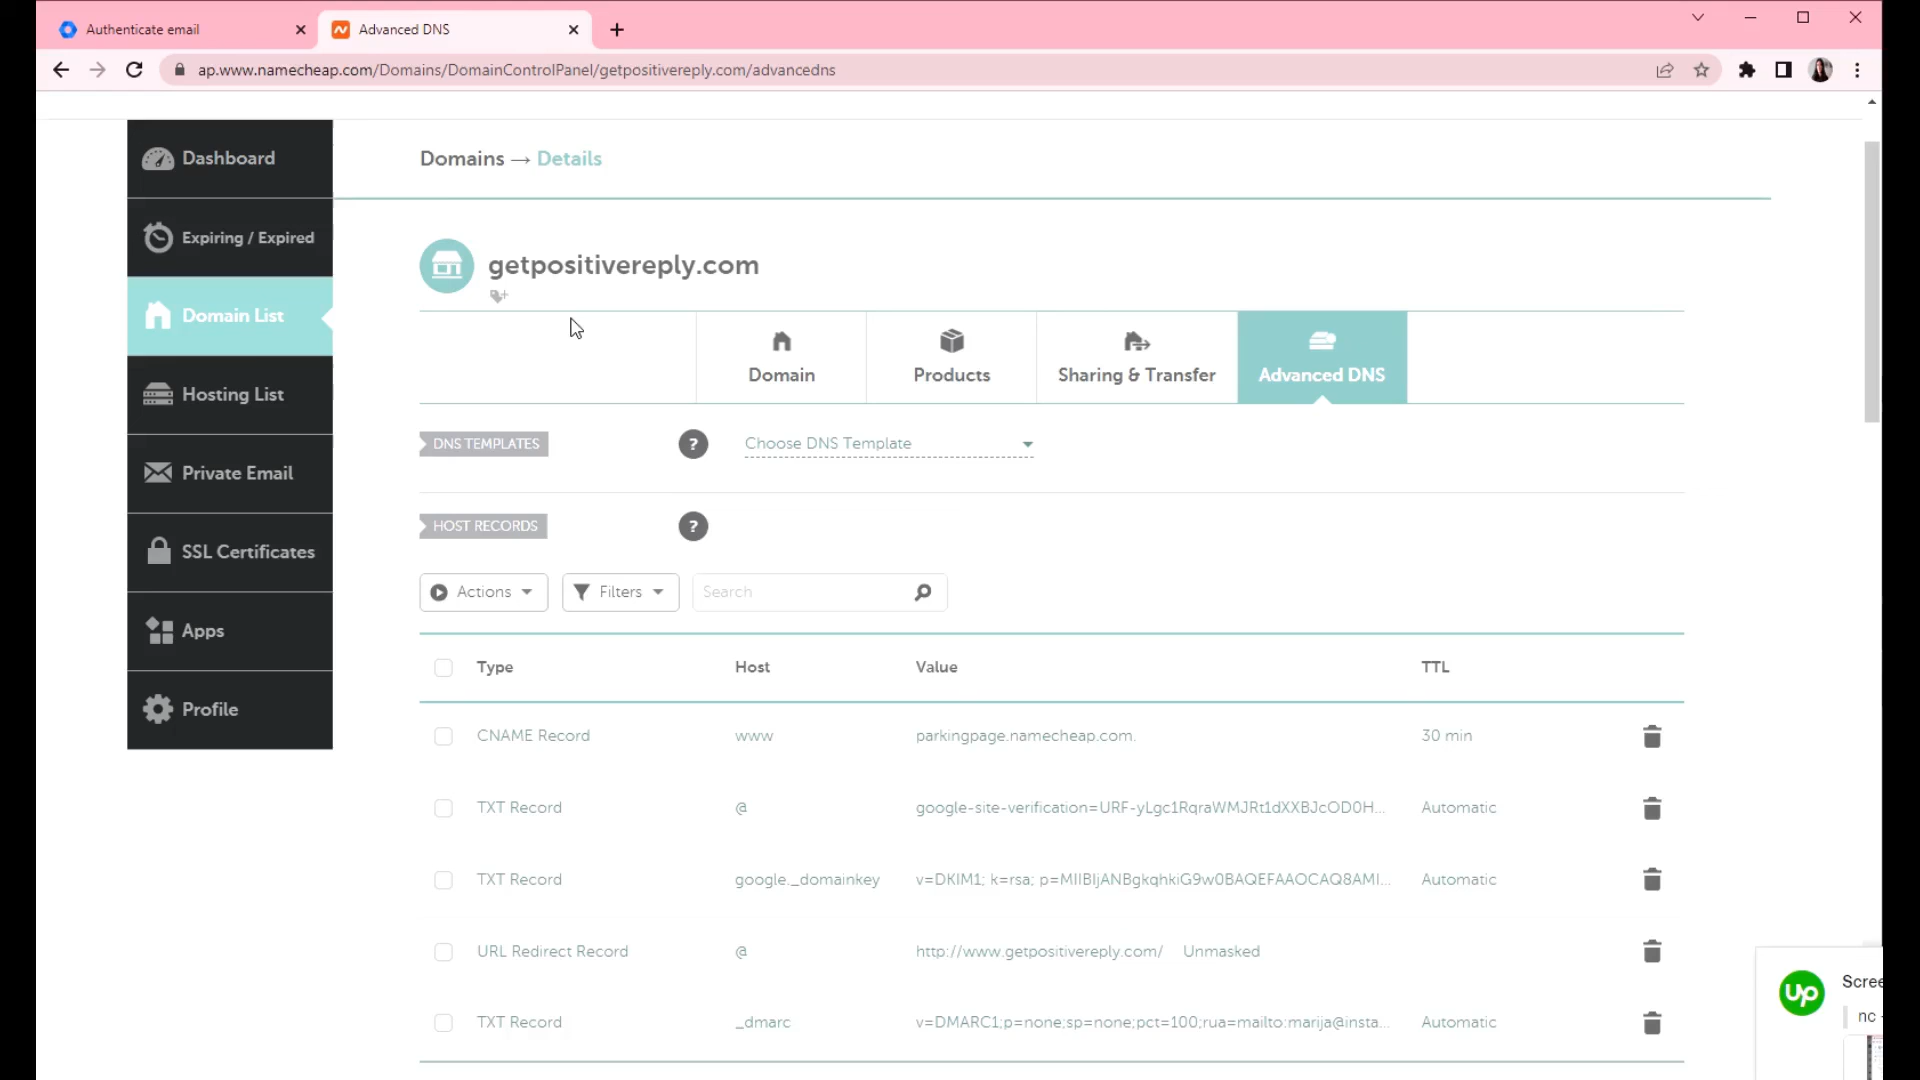 Authenticate email
Advanced DNS
ap.www.namecheap.com/Domains/DomainControlPanel/getpositivereply.com/advancedns
Dashboard
Expiring / Expired
Domain List
Hosting List
Private Email
SSL Certificates
Apps
Profile
Domains → Details
getpositivereply.com
Domain
Products
Sharing & Transfer
Advanced DNS
DNS TEMPLATES
?
Choose DNS Template
HOST RECORDS
?
Actions
Filters
Search
Type Host Value TTL
CNAME Record www parkingpage.namecheap.com. 30 min
TXT Record @ google-site-verification=URF-yLgc1RqraWMJRt1dXXBJcOD0H... Automatic
TXT Record google._domainkey v=DKIM1; k=rsa; p=MIIBIjANBgkqhkiG9w0BAQEFAAOCAQ8AMI... Automatic
URL Redirect Record @ http://www.getpositivereply.com/ Unmasked
TXT Record _dmarc v=DMARC1;p=none;sp=none;pct=100;rua=mailto:marija@insta... Automatic
Up
Scree
nc -